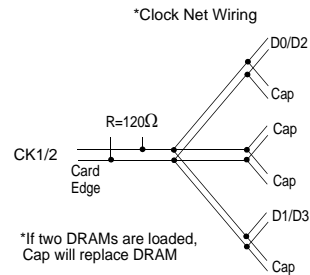 *Clock Net Wiring
D0/D2
Cap
R=120Ω
Cap
CK1/2
Card
Edge
Cap
D1/D3
*If two DRAMs are loaded,
Cap will replace DRAM
Cap